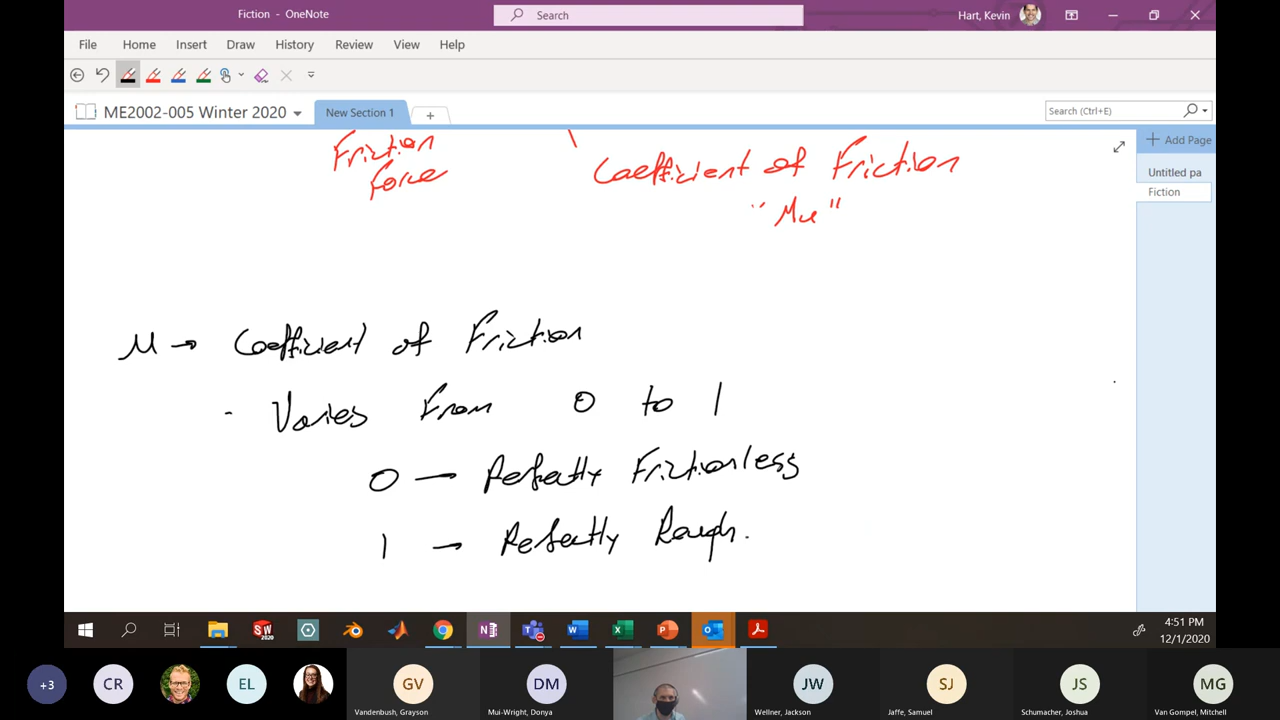 Fiction - OneNote
Search
Hart, Kevin
File Home Insert Draw History Review View Help
ME2002-005 Winter 2020
New Section 1
+
Search (Ctrl+E)
+ Add Page
Untitled pa
Fiction
Friction
Force
Coefficient of Friction
"Mu"
μ → Coefficient of Friction
- Varies From 0 to 1
0 — Perfectly Frictionless
1 → Perfectly Rough.
4:51 PM
12/1/2020
+3
CR
EL
GV
Vandenbush, Grayson
DM
Mui-Wright, Donya
JW
Wellner, Jackson
SJ
Jaffe, Samuel
JS
Schumacher, Joshua
MG
Van Gompel, Mitchell